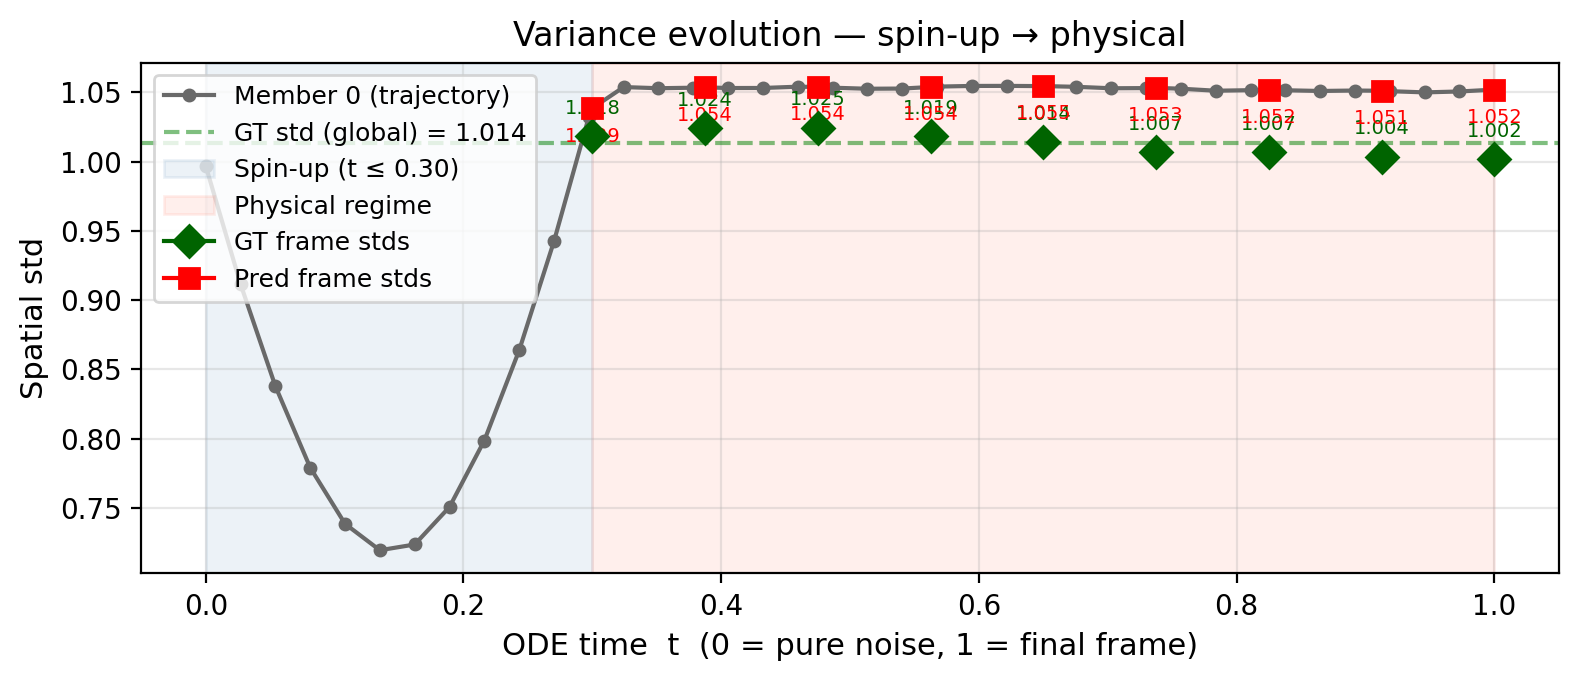 Variance evolution — spin-up → physical
Member 0 (trajectory)
GT std (global) = 1.014
Spin-up (t ≤ 0.30)
Physical regime
GT frame stds
Pred frame stds
Spatial std
1.05
1.00
0.95
0.90
0.85
0.80
0.75
1.024
1.025
1.019
1.007
1.007
1.004
1.002
1.054
1.054
1.054
1.053
1.052
1.051
1.052
0.0 0.2 0.4 0.6 0.8 1.0
ODE time t (0 = pure noise, 1 = final frame)